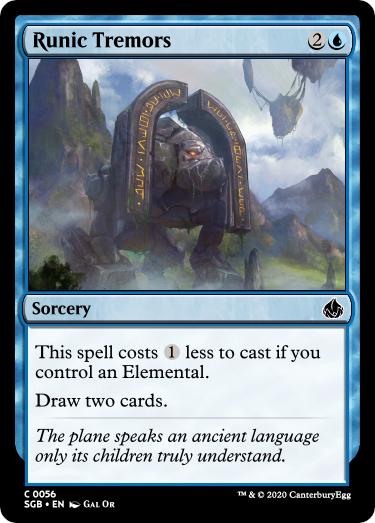 Runic Tremors 2
Sorcery
This spell costs 1 less to cast if you
control an Elemental.
Draw two cards.
The plane speaks an ancient language
only its children truly understand.
C 0056
SGB • EN Gal Or
™ & © 2020 CanterburyEgg